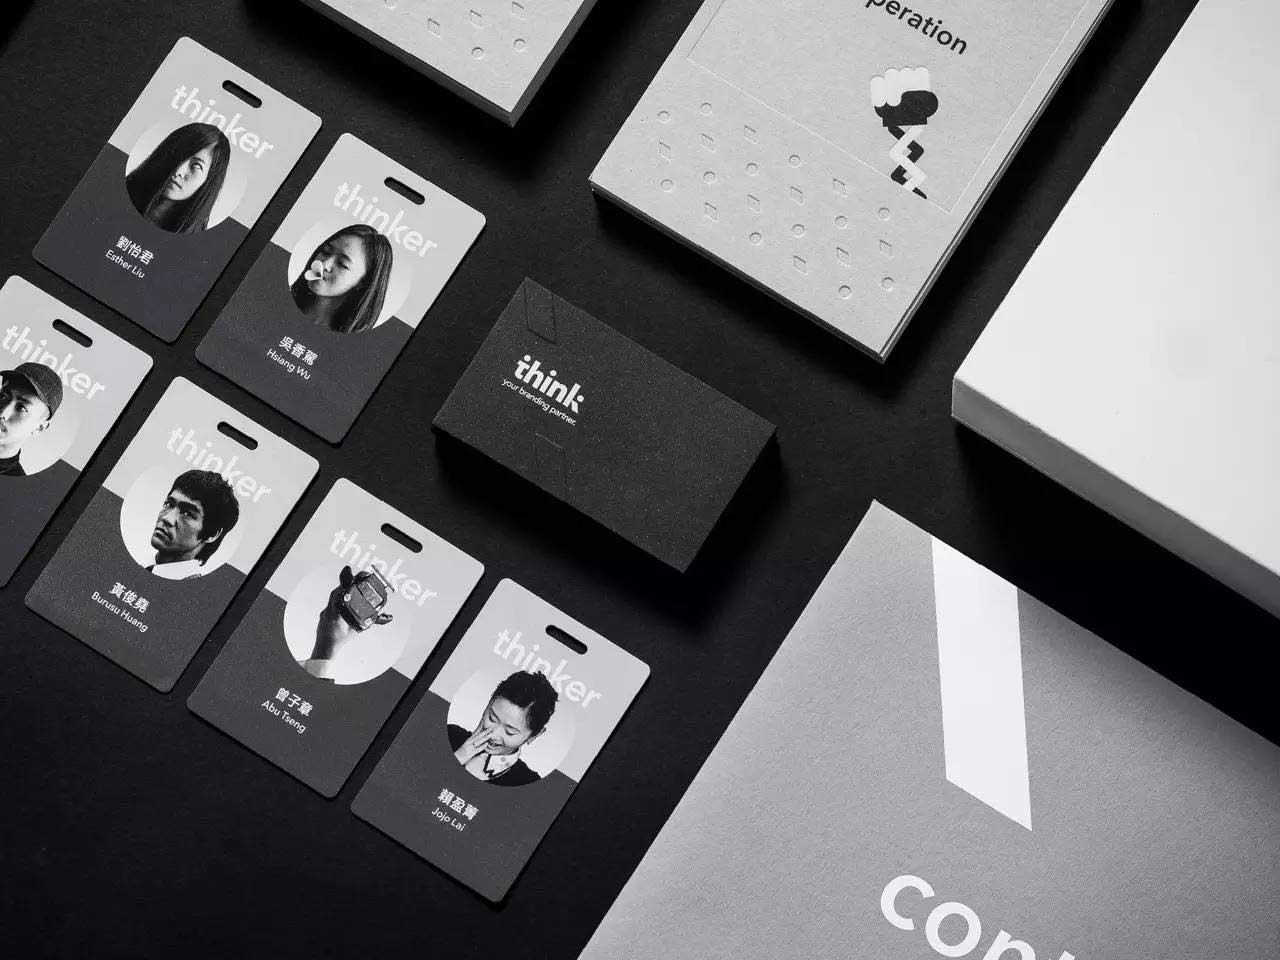 peration
thinker
劉怡君
Esther Liu
thinker
吳香駕
Hsiang Wu
think
your branding partner.
thinker
thinker
黃俊堯
Burusu Huang
thinker
曾子章
Abu Tseng
thinker
賴盈菁
Jojo Lai
con